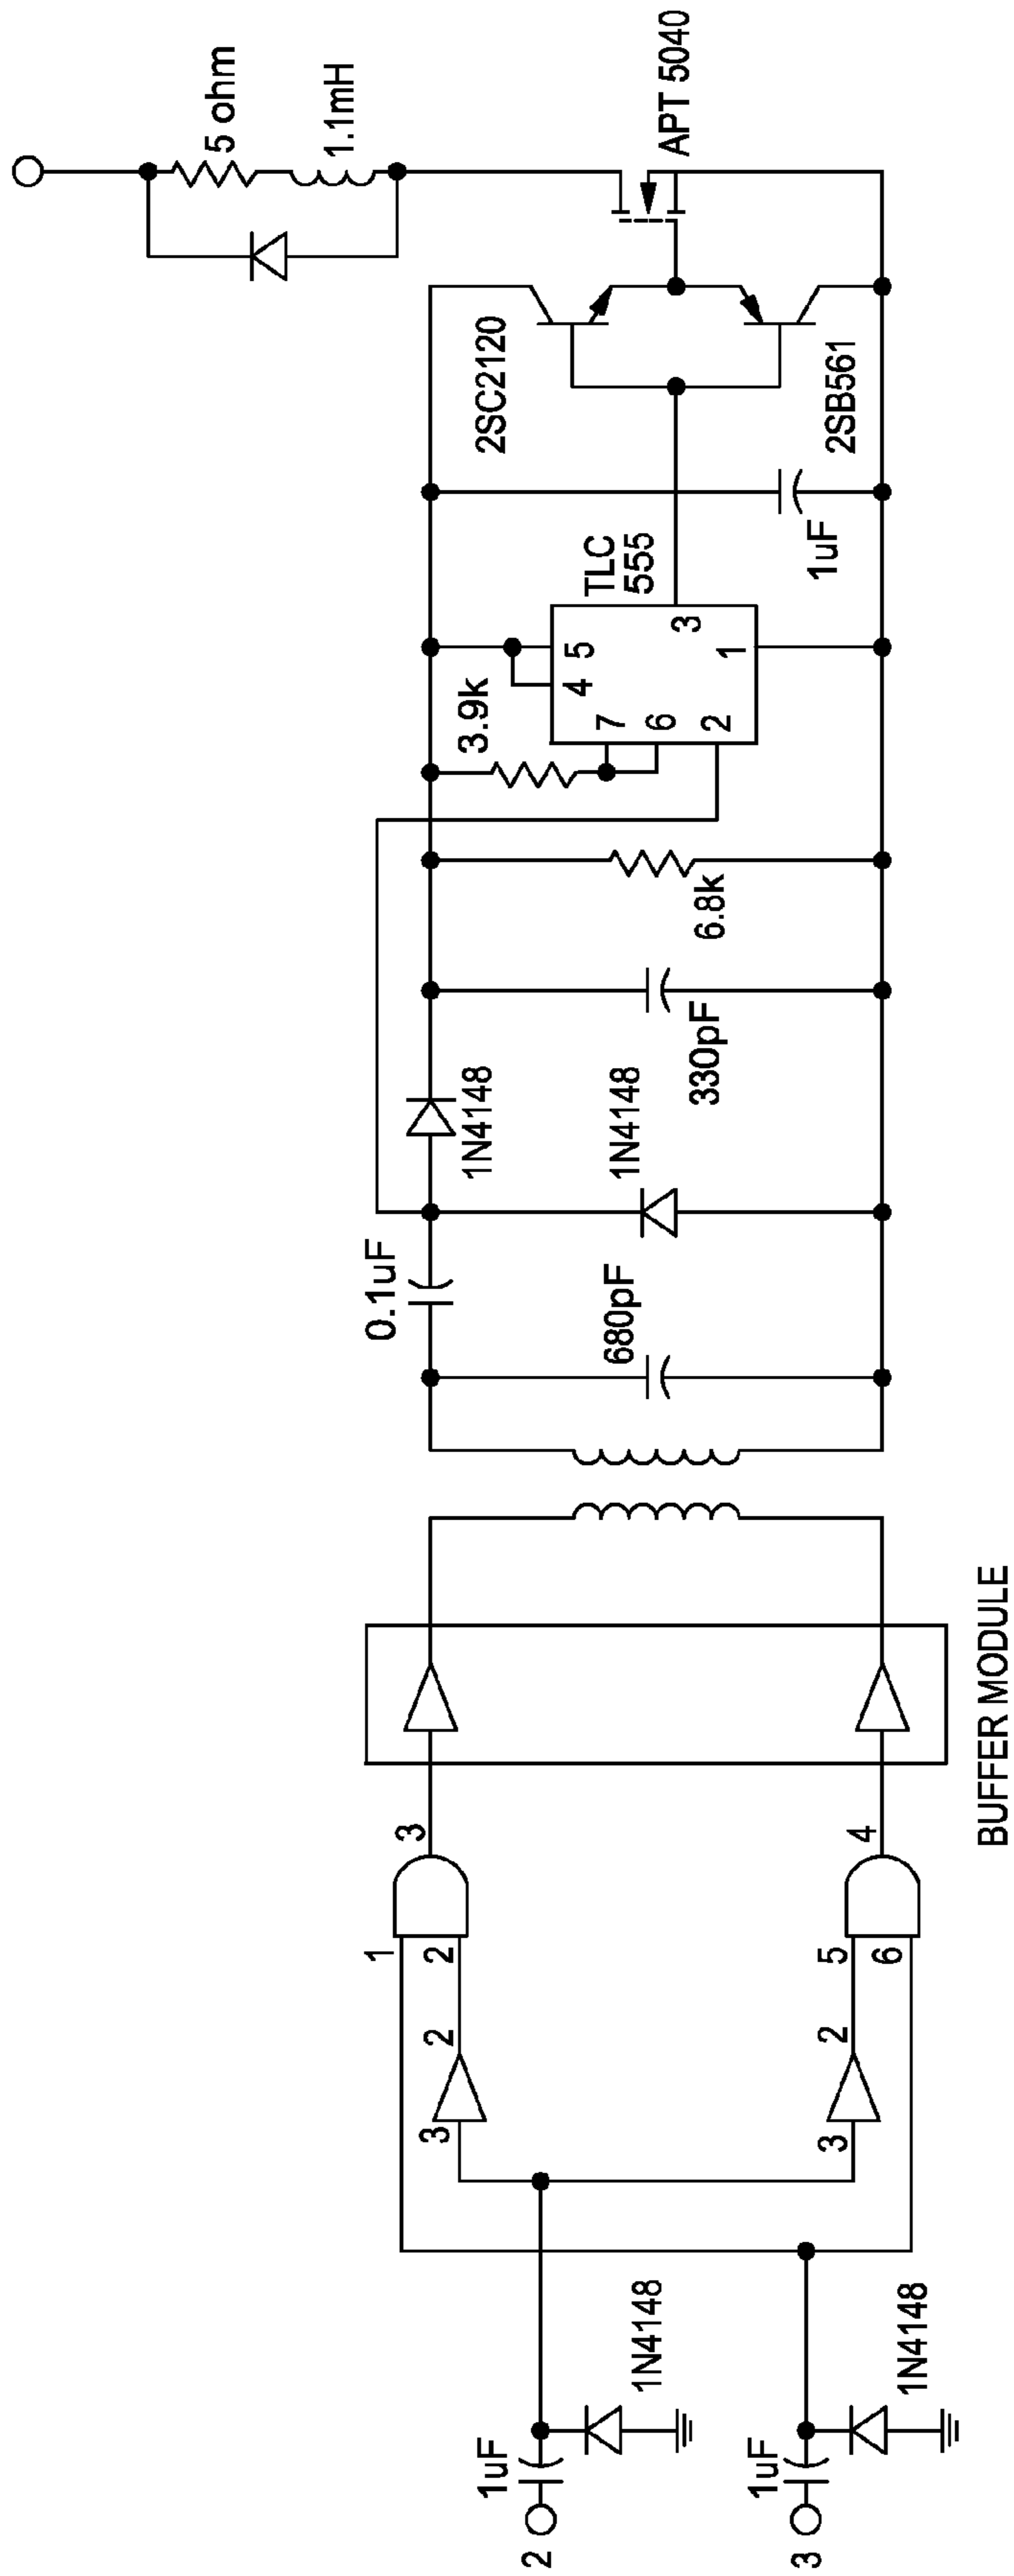 2
1uF
1N4148
3
1uF
1N4148
3
2
3
2
1
2
3
5
6
4
BUFFER MODULE
680pF
0.1uF
1N4148
1N4148
330pF
6.8k
3.9k
7
6
2
4
5
1
3
TLC
555
1uF
2SC2120
2SB561
APT 5040
5 ohm
1.1mH